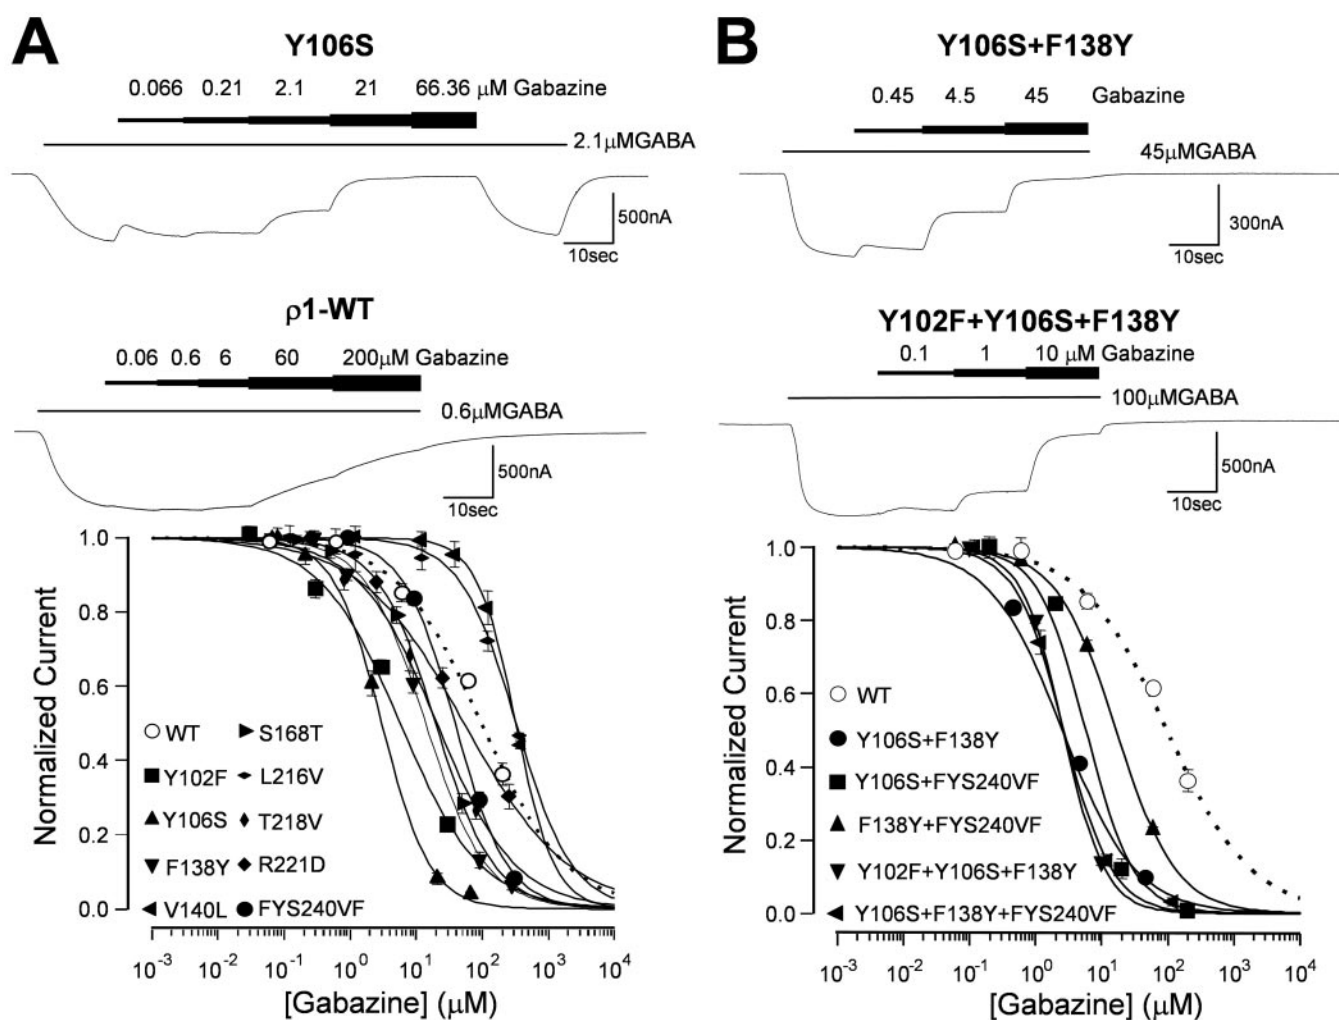 A
Y106S
0.066 0.21 2.1 21 66.36 μM Gabazine
2.1μMGABA
500nA
10sec
ρ1-WT
0.06 0.6 6 60 200μM Gabazine
0.6μMGABA
500nA
10sec
Normalized Current
1.0
0.8
0.6
0.4
0.2
0.0
WT
Y102F
Y106S
F138Y
V140L
S168T
L216V
T218V
R221D
FYS240VF
10-3 10-2 10-1 100 101 102 103 104
[Gabazine] (μM)
B
Y106S+F138Y
0.45 4.5 45 Gabazine
45μMGABA
300nA
10sec
Y102F+Y106S+F138Y
0.1 1 10 μM Gabazine
100μMGABA
500nA
10sec
Normalized Current
1.0
0.8
0.6
0.4
0.2
0.0
WT
Y106S+F138Y
Y106S+FYS240VF
F138Y+FYS240VF
Y102F+Y106S+F138Y
Y106S+F138Y+FYS240VF
10-3 10-2 10-1 100 101 102 103 104
[Gabazine] (μM)